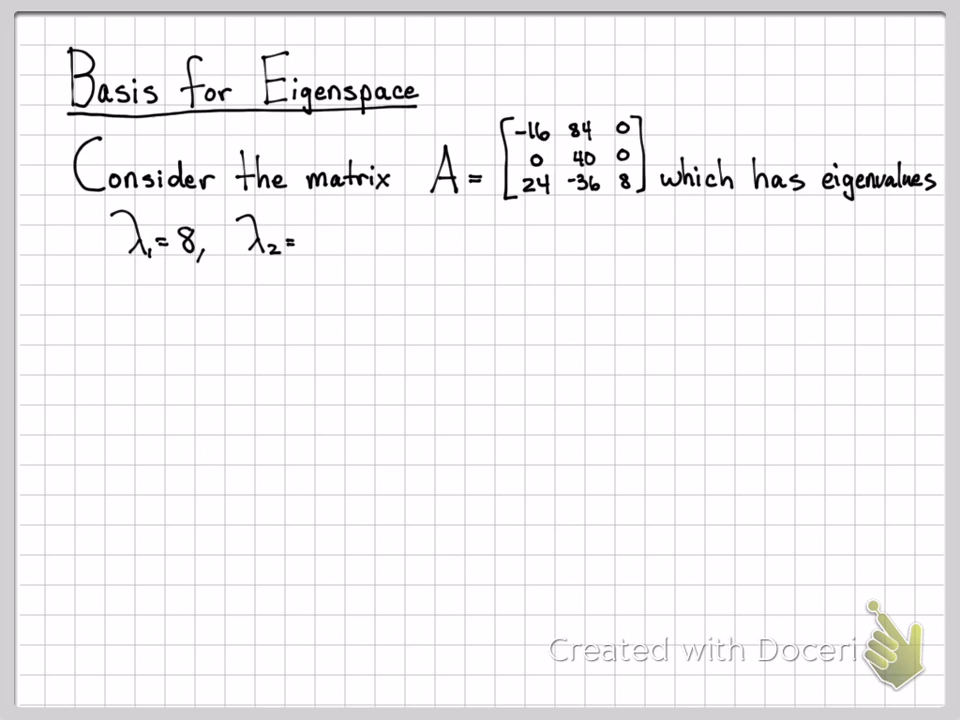 Basis for Eigenspace
Consider the matrix A = [-16 84 0
0 40 0
24 -36 8] which has eigenvalues
λ₁ = 8, λ₂ =
Created with Doceri